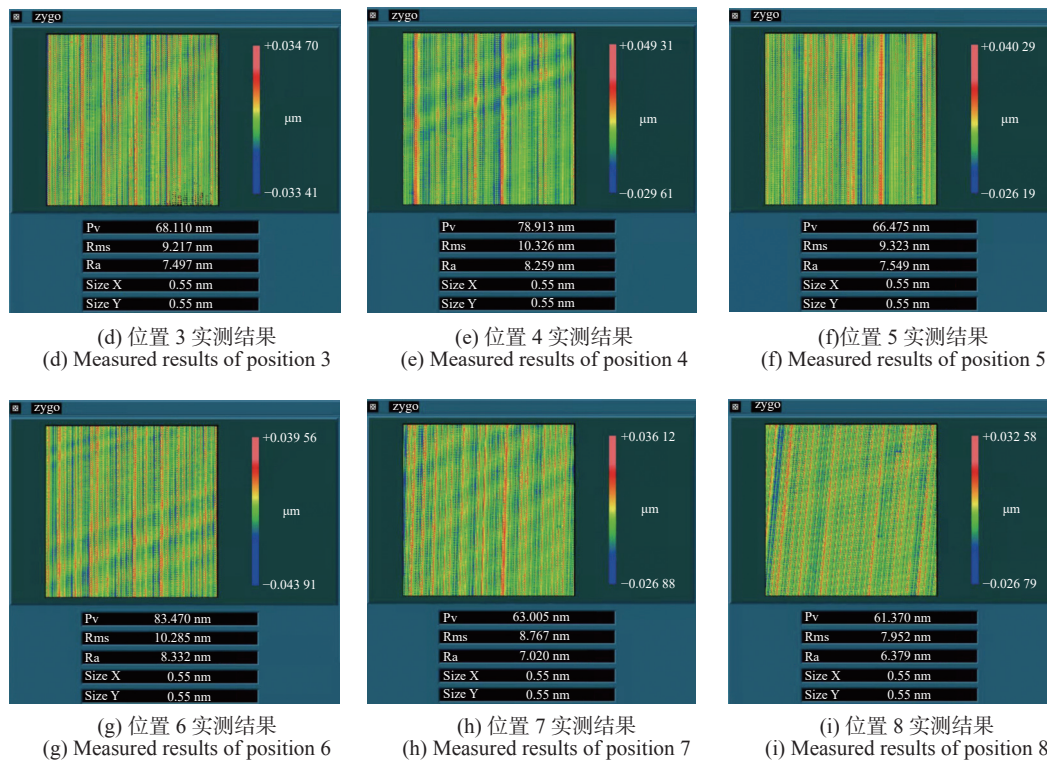 zygo
+0.034 70
μm
−0.033 41
Pv 68.110 nm
Rms 9.217 nm
Ra 7.497 nm
Size X 0.55 nm
Size Y 0.55 nm
(d) 位置 3 实测结果
(d) Measured results of position 3
zygo
+0.049 31
μm
−0.029 61
Pv 78.913 nm
Rms 10.326 nm
Ra 8.259 nm
Size X 0.55 nm
Size Y 0.55 nm
(e) 位置 4 实测结果
(e) Measured results of position 4
zygo
+0.040 29
μm
−0.026 19
Pv 66.475 nm
Rms 9.323 nm
Ra 7.549 nm
Size X 0.55 nm
Size Y 0.55 nm
(f)位置 5 实测结果
(f) Measured results of position 5
zygo
+0.039 56
μm
−0.043 91
Pv 83.470 nm
Rms 10.285 nm
Ra 8.332 nm
Size X 0.55 nm
Size Y 0.55 nm
(g) 位置 6 实测结果
(g) Measured results of position 6
zygo
+0.036 12
μm
−0.026 88
Pv 63.005 nm
Rms 8.767 nm
Ra 7.020 nm
Size X 0.55 nm
Size Y 0.55 nm
(h) 位置 7 实测结果
(h) Measured results of position 7
zygo
+0.032 58
μm
−0.026 79
Pv 61.370 nm
Rms 7.952 nm
Ra 6.379 nm
Size X 0.55 nm
Size Y 0.55 nm
(i) 位置 8 实测结果
(i) Measured results of position 8